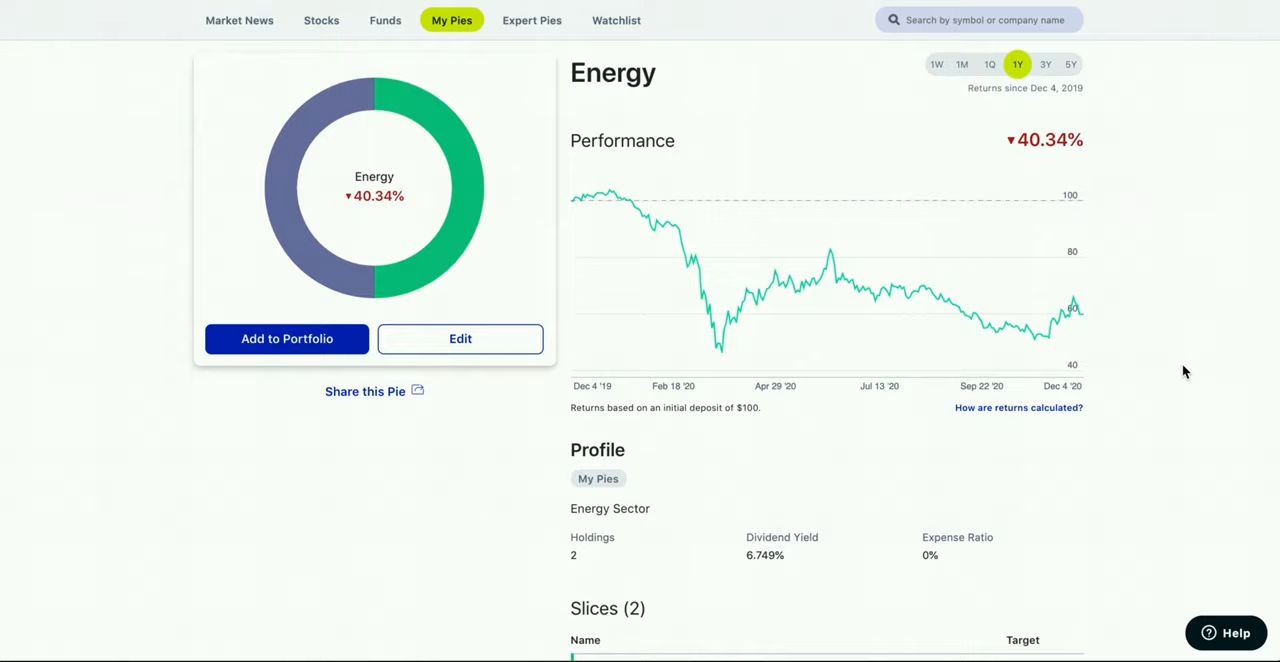 Market News Stocks Funds My Pies Expert Pies Watchlist Search by symbol or company name
Energy
▼40.34%
Add to Portfolio Edit
Share this Pie
Energy
1W 1M 1Q 1Y 3Y 5Y
Returns since Dec 4, 2019
Performance ▼40.34%
100
80
60
40
Dec 4 '19 Feb 18 '20 Apr 29 '20 Jul 13 '20 Sep 22 '20 Dec 4 '20
Returns based on an initial deposit of $100. How are returns calculated?
Profile
My Pies
Energy Sector
Holdings Dividend Yield Expense Ratio
2 6.749% 0%
Slices (2)
Name Target
Help